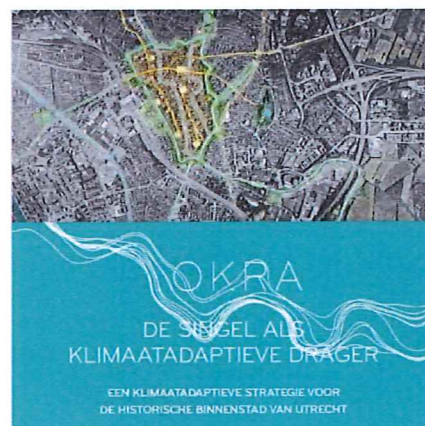 OKRA
DE SINGEL ALS
KLIMAATADAPTIEVE DRAGER
EEN KLIMAATADAPTIEVE STRATEGIE VOOR
DE HISTORISCHE BINNENSTAD VAN UTRECHT